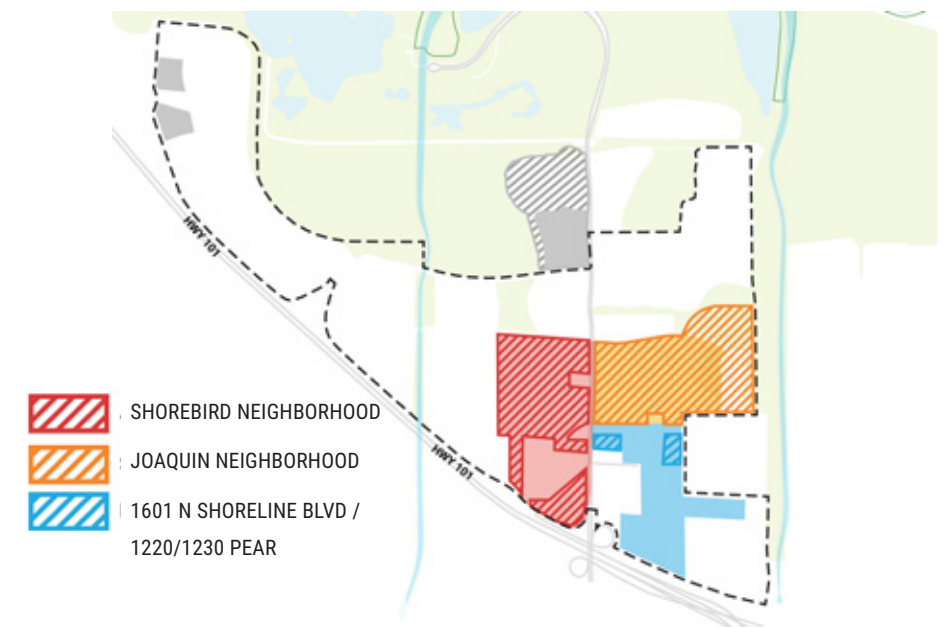 HWY 101
SHOREBIRD NEIGHBORHOOD
JOAQUIN NEIGHBORHOOD
HWY 101
1601 N SHORELINE BLVD /
1220/1230 PEAR